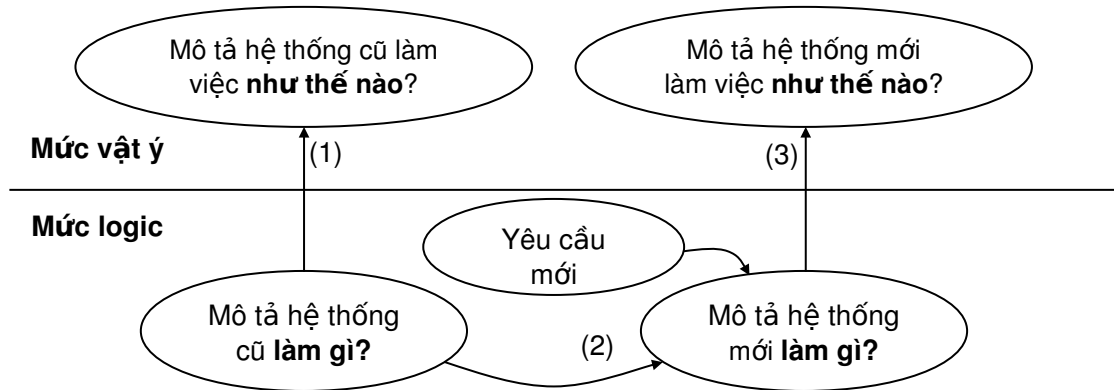 Mô tả hệ thống cũ làm
việc như thế nào?
Mô tả hệ thống mới
làm việc như thế nào?
Mức vật ý
(1)
(3)
Mức logic
Yêu cầu
mới
Mô tả hệ thống
cũ làm gì?
(2)
Mô tả hệ thống
mới làm gì?